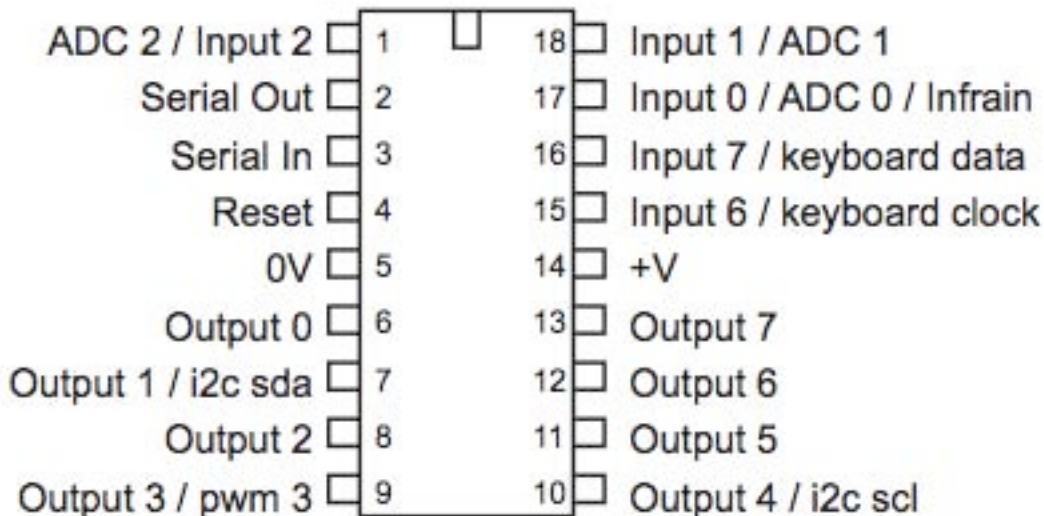 ADC 2 / Input 2 1 18 Input 1 / ADC 1
Serial Out 2 17 Input 0 / ADC 0 / Infrain
Serial In 3 16 Input 7 / keyboard data
Reset 4 15 Input 6 / keyboard clock
0V 5 14 +V
Output 0 6 13 Output 7
Output 1 / i2c sda 7 12 Output 6
Output 2 8 11 Output 5
Output 3 / pwm 3 9 10 Output 4 / i2c scl